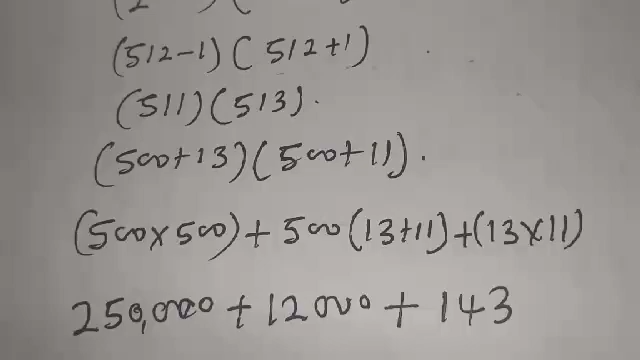 (512-1)(512+1)
(511)(513).
(500+13)(500+11).
(500x500)+500(13+11)+(13x11)
250,000+12000+143